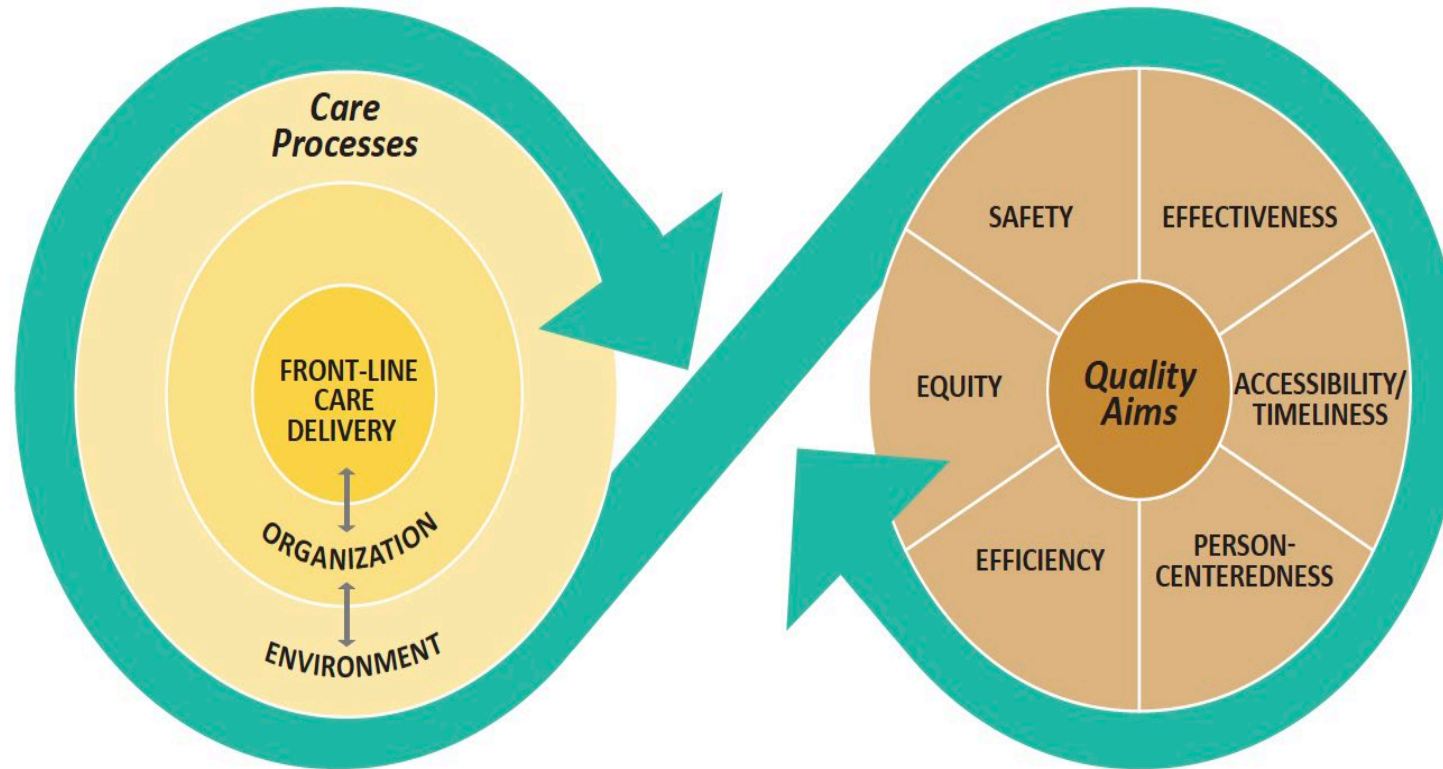 Care
Processes
FRONT-LINE
CARE
DELIVERY
ORGANIZATION
ENVIRONMENT
SAFETY
EFFECTIVENESS
EQUITY
Quality
Aims
ACCESSIBILITY/
TIMELINESS
EFFICIENCY
PERSON-
CENTEREDNESS